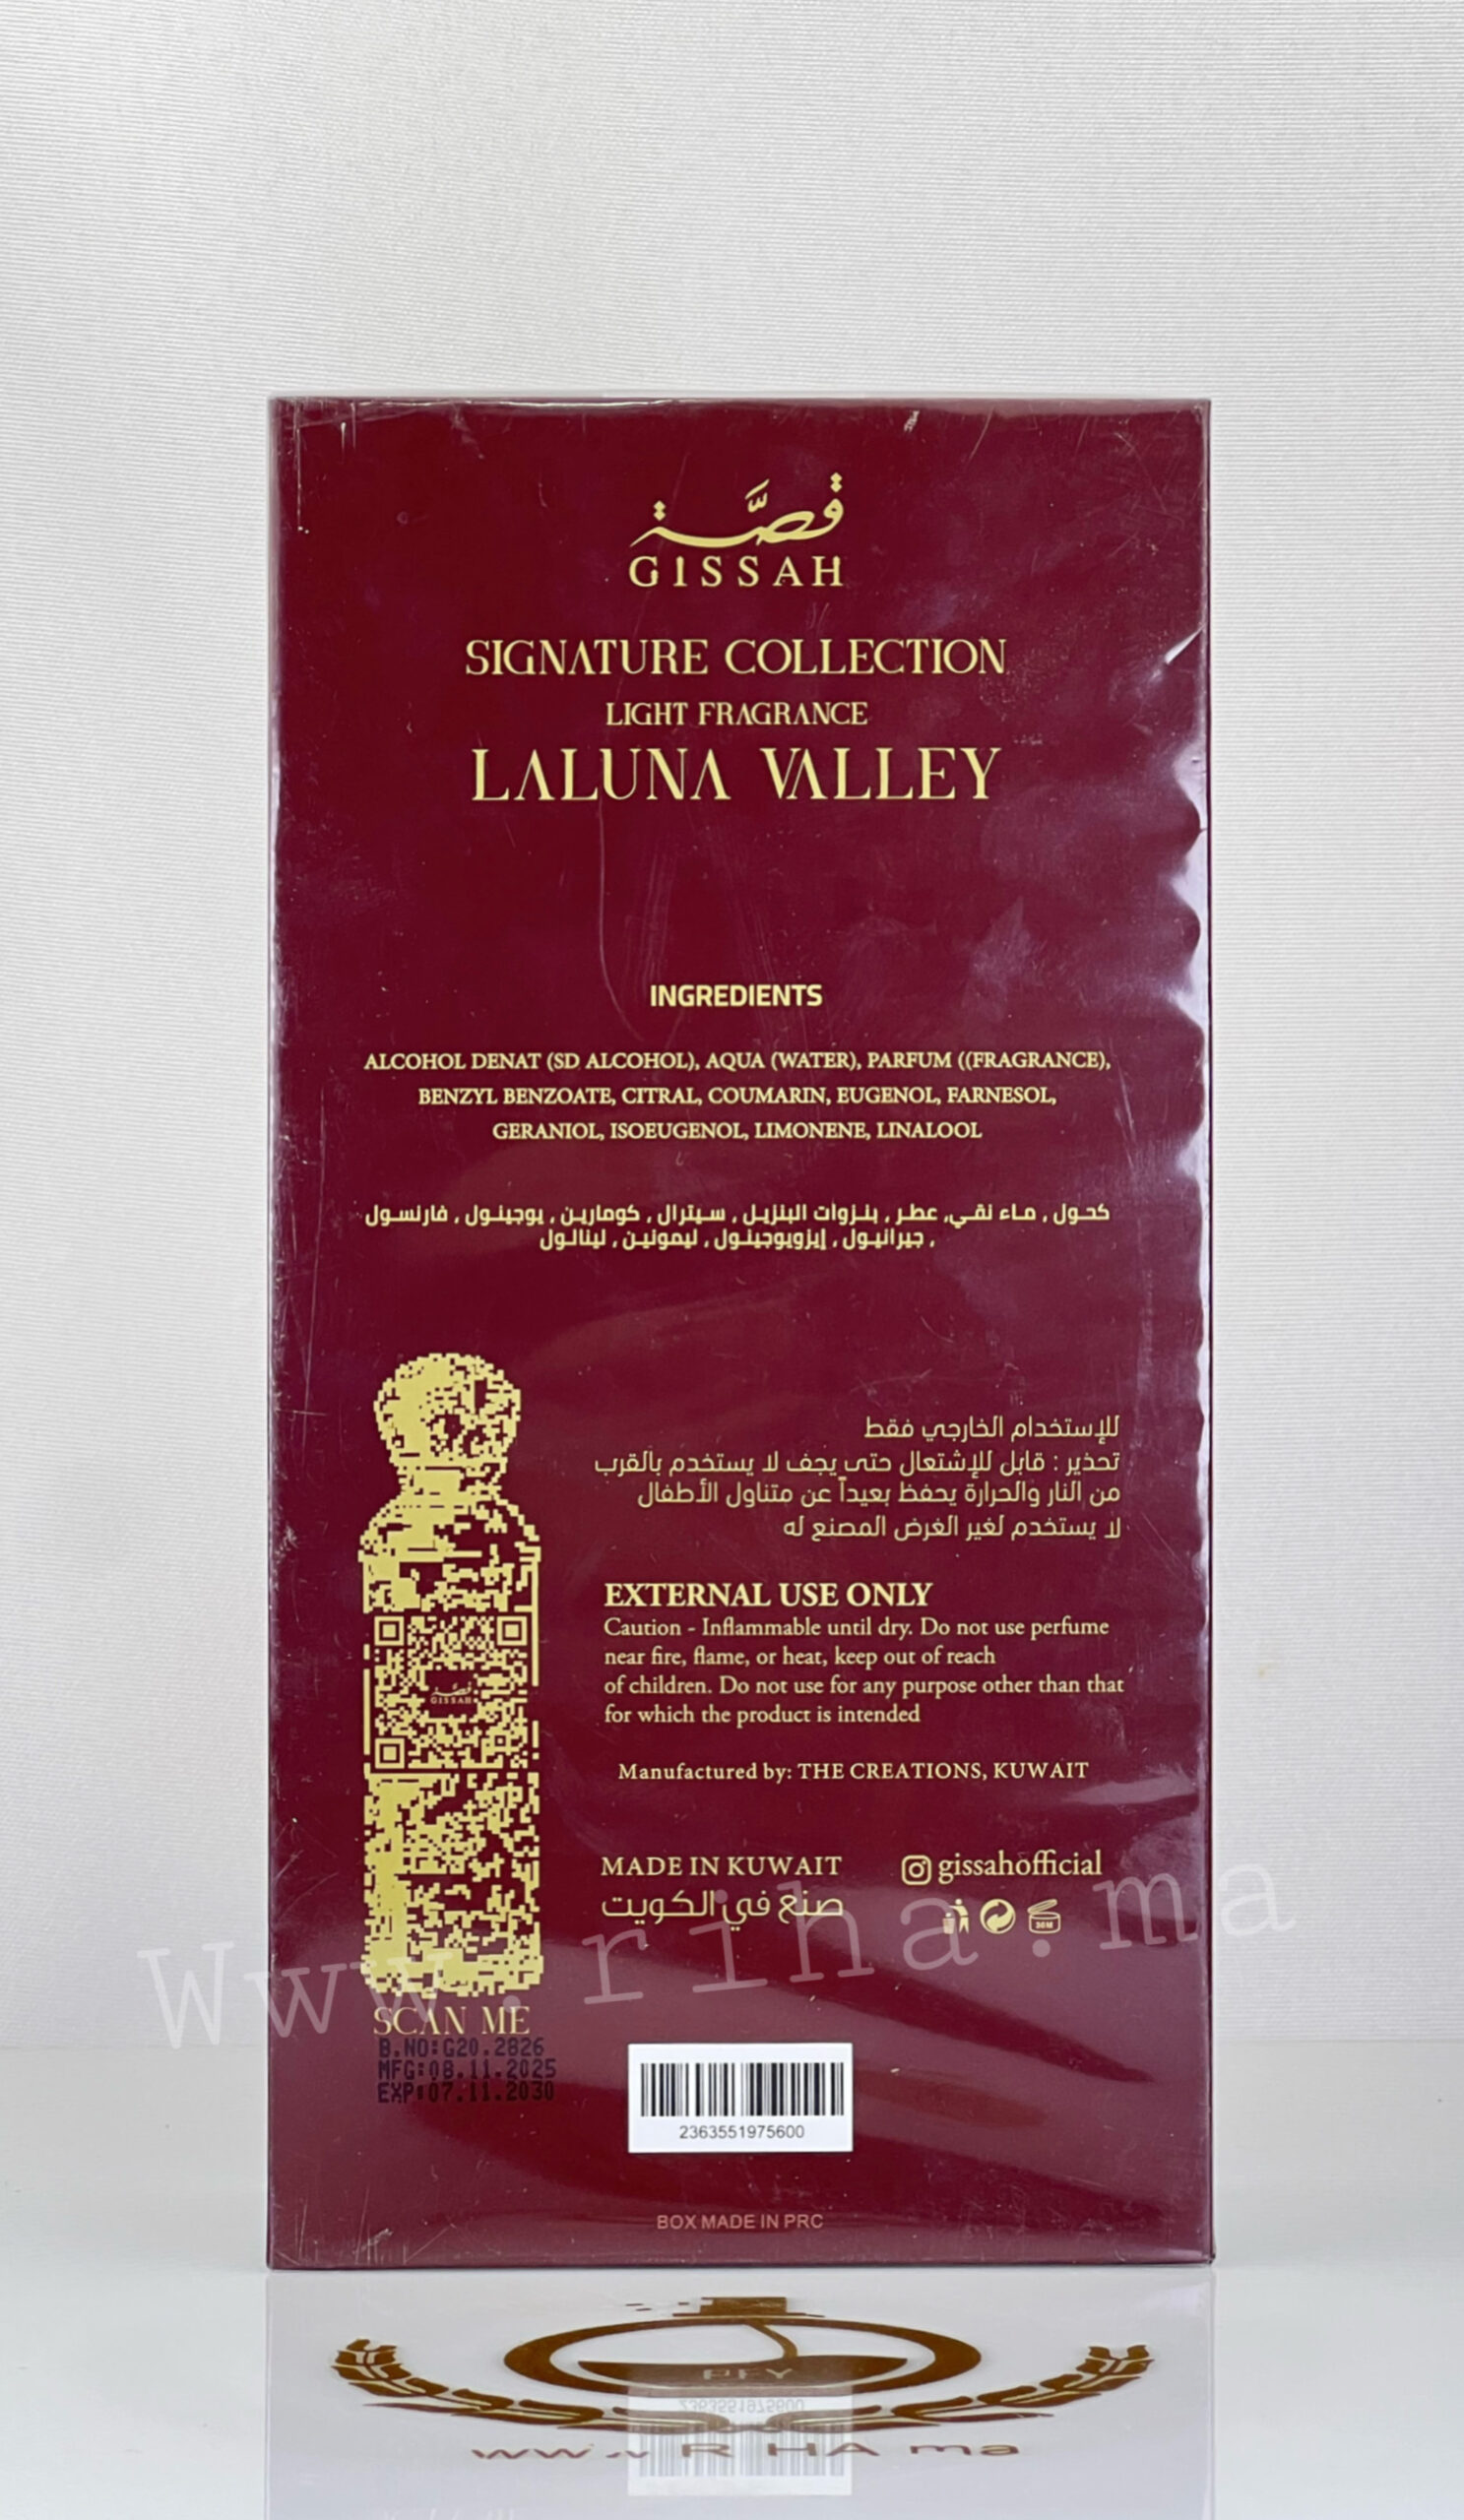 قصّة
GISSAH
SIGNATURE COLLECTION
LIGHT FRAGRANCE
LALUNA VALLEY
INGREDIENTS
ALCOHOL DENAT (SD ALCOHOL), AQUA (WATER), PARFUM ((FRAGRANCE),
BENZYL BENZOATE, CITRAL, COUMARIN, EUGENOL, FARNESOL,
GERANIOL, ISOEUGENOL, LIMONENE, LINALOOL
كحول ، ماء نقي، عطر ، بنزوات البنزيل ، سيترال ، كومارين ، يوجينول ، فارنسول
، جيرانيول ، إيزويوجينول ، ليمونين ، لينالول
للإستخدام الخارجي فقط
تحذير : قابل للإشتعال حتى يجف لا يستخدم بالقرب
من النار والحرارة يحفظ بعيداً عن متناول الأطفال
لا يستخدم لغير الغرض المصنع له
EXTERNAL USE ONLY
Caution - Inflammable until dry. Do not use perfume
near fire, flame, or heat, keep out of reach
of children. Do not use for any purpose other than that
for which the product is intended
قصّة
GISSAH
Manufactured by: THE CREATIONS, KUWAIT
MADE IN KUWAIT
صنع في الكويت
gissahofficial
36M
www.riha.ma
SCAN ME
B.NO:G20.2826
MFG:08.11.2025
EXP:07.11.2030
2363551975600
BOX MADE IN PRC